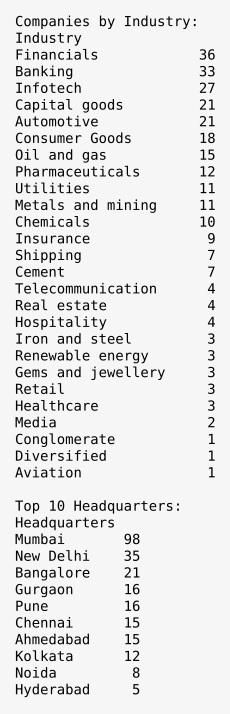 Companies by Industry:
Industry
Financials 36
Banking 33
Infotech 27
Capital goods 21
Automotive 21
Consumer Goods 18
Oil and gas 15
Pharmaceuticals 12
Utilities 11
Metals and mining 11
Chemicals 10
Insurance 9
Shipping 7
Cement 7
Telecommunication 4
Real estate 4
Hospitality 4
Iron and steel 3
Renewable energy 3
Gems and jewellery 3
Retail 3
Healthcare 3
Media 2
Conglomerate 1
Diversified 1
Aviation 1

Top 10 Headquarters:
Headquarters
Mumbai 98
New Delhi 35
Bangalore 21
Gurgaon 16
Pune 16
Chennai 15
Ahmedabad 15
Kolkata 12
Noida 8
Hyderabad 5